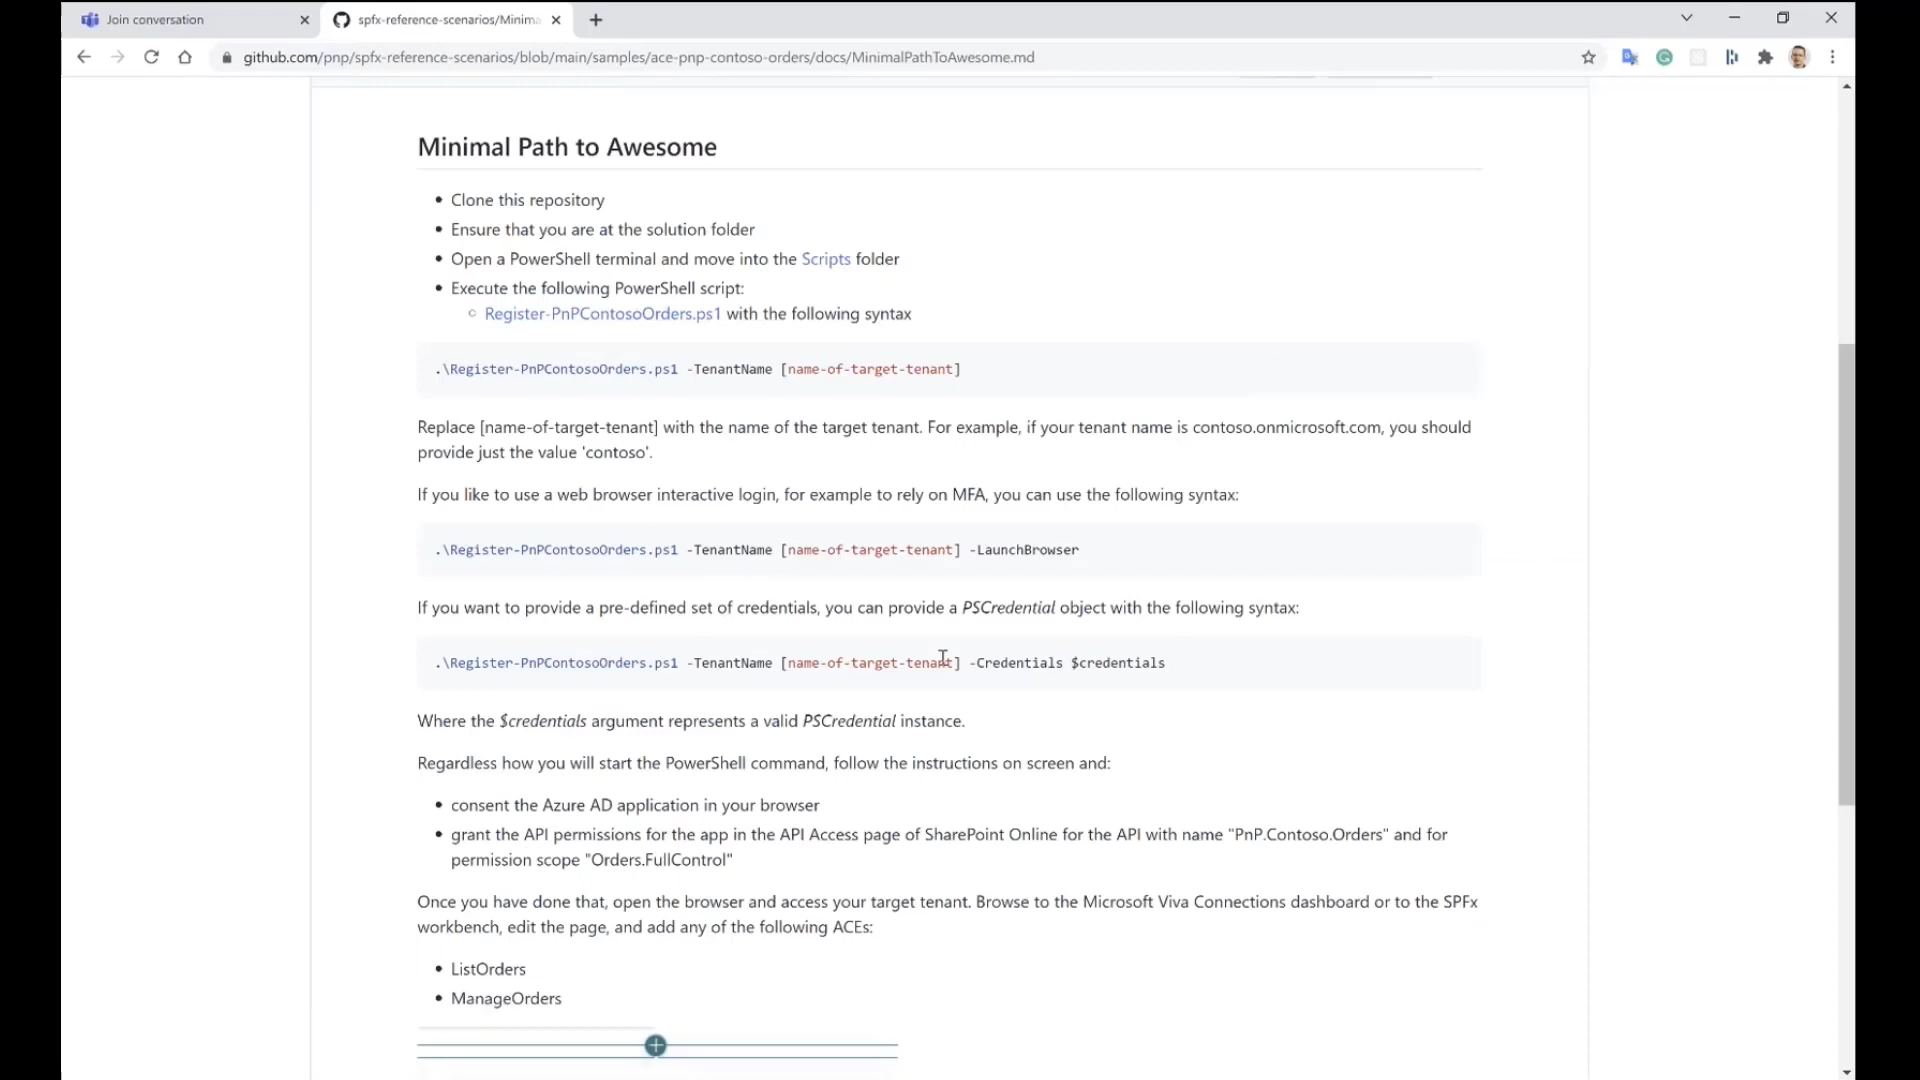 Join conversation
spfx-reference-scenarios/Minima
github.com/pnp/spfx-reference-scenarios/blob/main/samples/ace-pnp-contoso-orders/docs/MinimalPathToAwesome.md
Minimal Path to Awesome
• Clone this repository
• Ensure that you are at the solution folder
• Open a PowerShell terminal and move into the Scripts folder
• Execute the following PowerShell script:
○ Register-PnPContosoOrders.ps1 with the following syntax
.\Register-PnPContosoOrders.ps1 -TenantName [name-of-target-tenant]
Replace [name-of-target-tenant] with the name of the target tenant. For example, if your tenant name is contoso.onmicrosoft.com, you should
provide just the value 'contoso'.
If you like to use a web browser interactive login, for example to rely on MFA, you can use the following syntax:
.\Register-PnPContosoOrders.ps1 -TenantName [name-of-target-tenant] -LaunchBrowser
If you want to provide a pre-defined set of credentials, you can provide a PSCredential object with the following syntax:
.\Register-PnPContosoOrders.ps1 -TenantName [name-of-target-tenant] -Credentials $credentials
Where the $credentials argument represents a valid PSCredential instance.
Regardless how you will start the PowerShell command, follow the instructions on screen and:
• consent the Azure AD application in your browser
• grant the API permissions for the app in the API Access page of SharePoint Online for the API with name "PnP.Contoso.Orders" and for
permission scope "Orders.FullControl"
Once you have done that, open the browser and access your target tenant. Browse to the Microsoft Viva Connections dashboard or to the SPFx
workbench, edit the page, and add any of the following ACEs:
• ListOrders
• ManageOrders